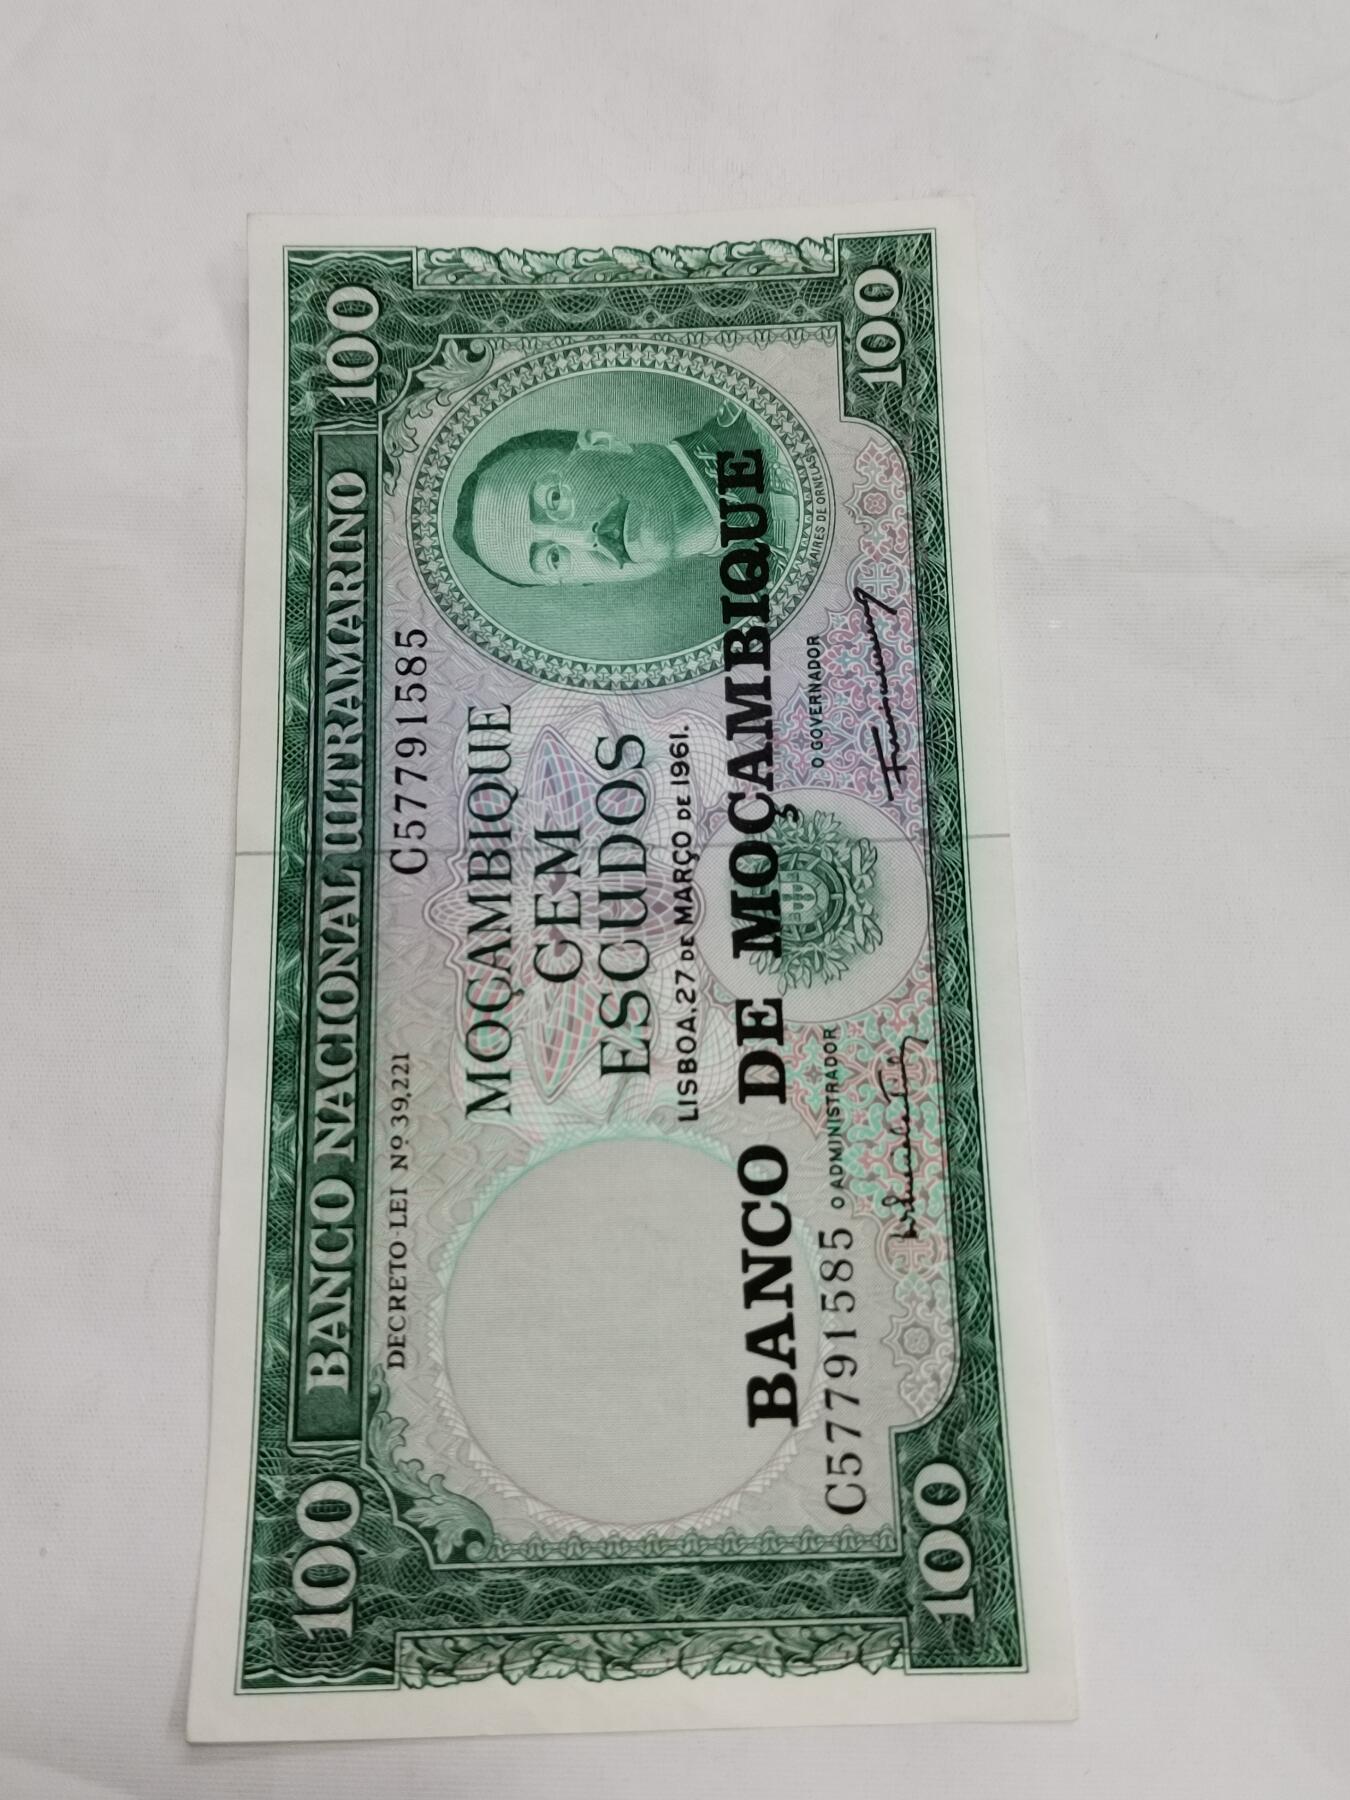 100 BANCO NACIONAL ULTRAMARINO 100
DECRETO-LEI Nº 39,221 C57791585
MOÇAMBIQUE
CEM
ESCUDOS
LISBOA, 27 DE MARÇO DE 1961.
BANCO DE MOÇAMBIQUE
AIRES DE ORNELAS
C57791585 O ADMINISTRADOR O GOVERNADOR
100 100